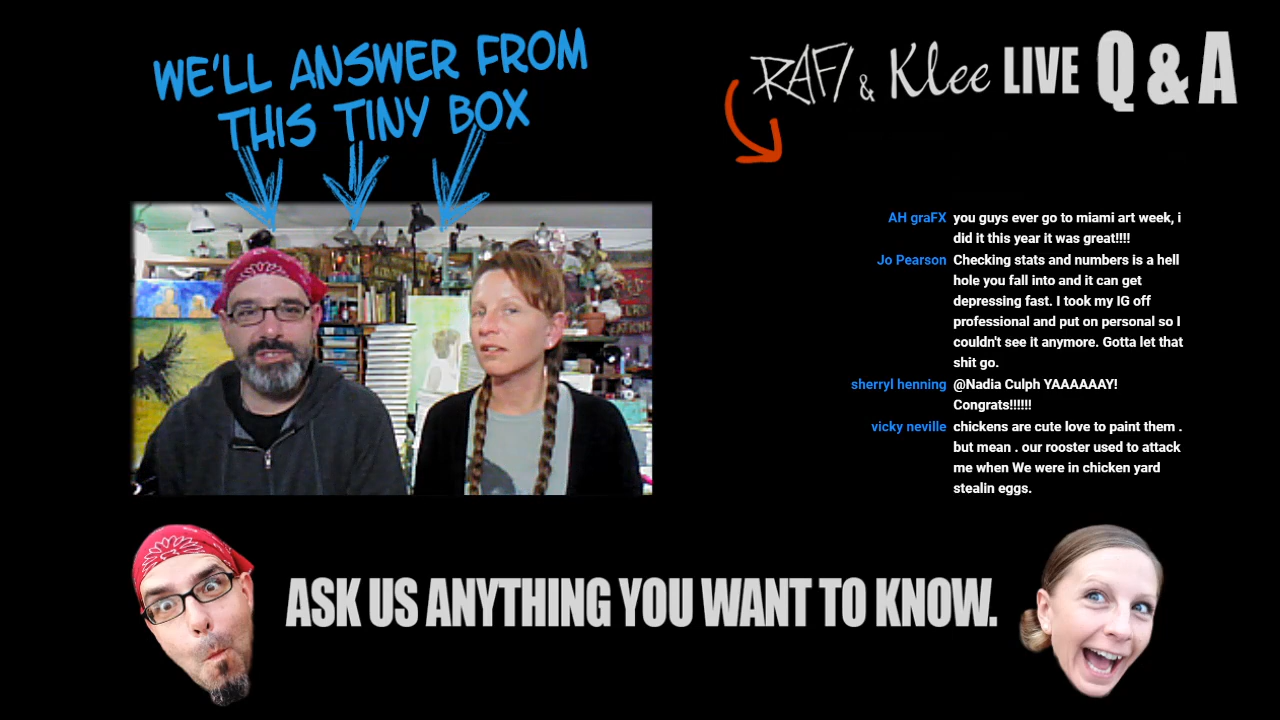 WE'LL ANSWER FROM
THIS TINY BOX
RAFI & Klee LIVE Q & A
AH graFX you guys ever go to miami art week, i
did it this year it was great!!!!
Jo Pearson Checking stats and numbers is a hell
hole you fall into and it can get
depressing fast. I took my IG off
professional and put on personal so I
couldn't see it anymore. Gotta let that
shit go.
sherryl henning @Nadia Culph YAAAAAAY!
Congrats!!!!!!
vicky neville chickens are cute love to paint them .
but mean . our rooster used to attack
me when We were in chicken yard
stealin eggs.
ASK US ANYTHING YOU WANT TO KNOW.